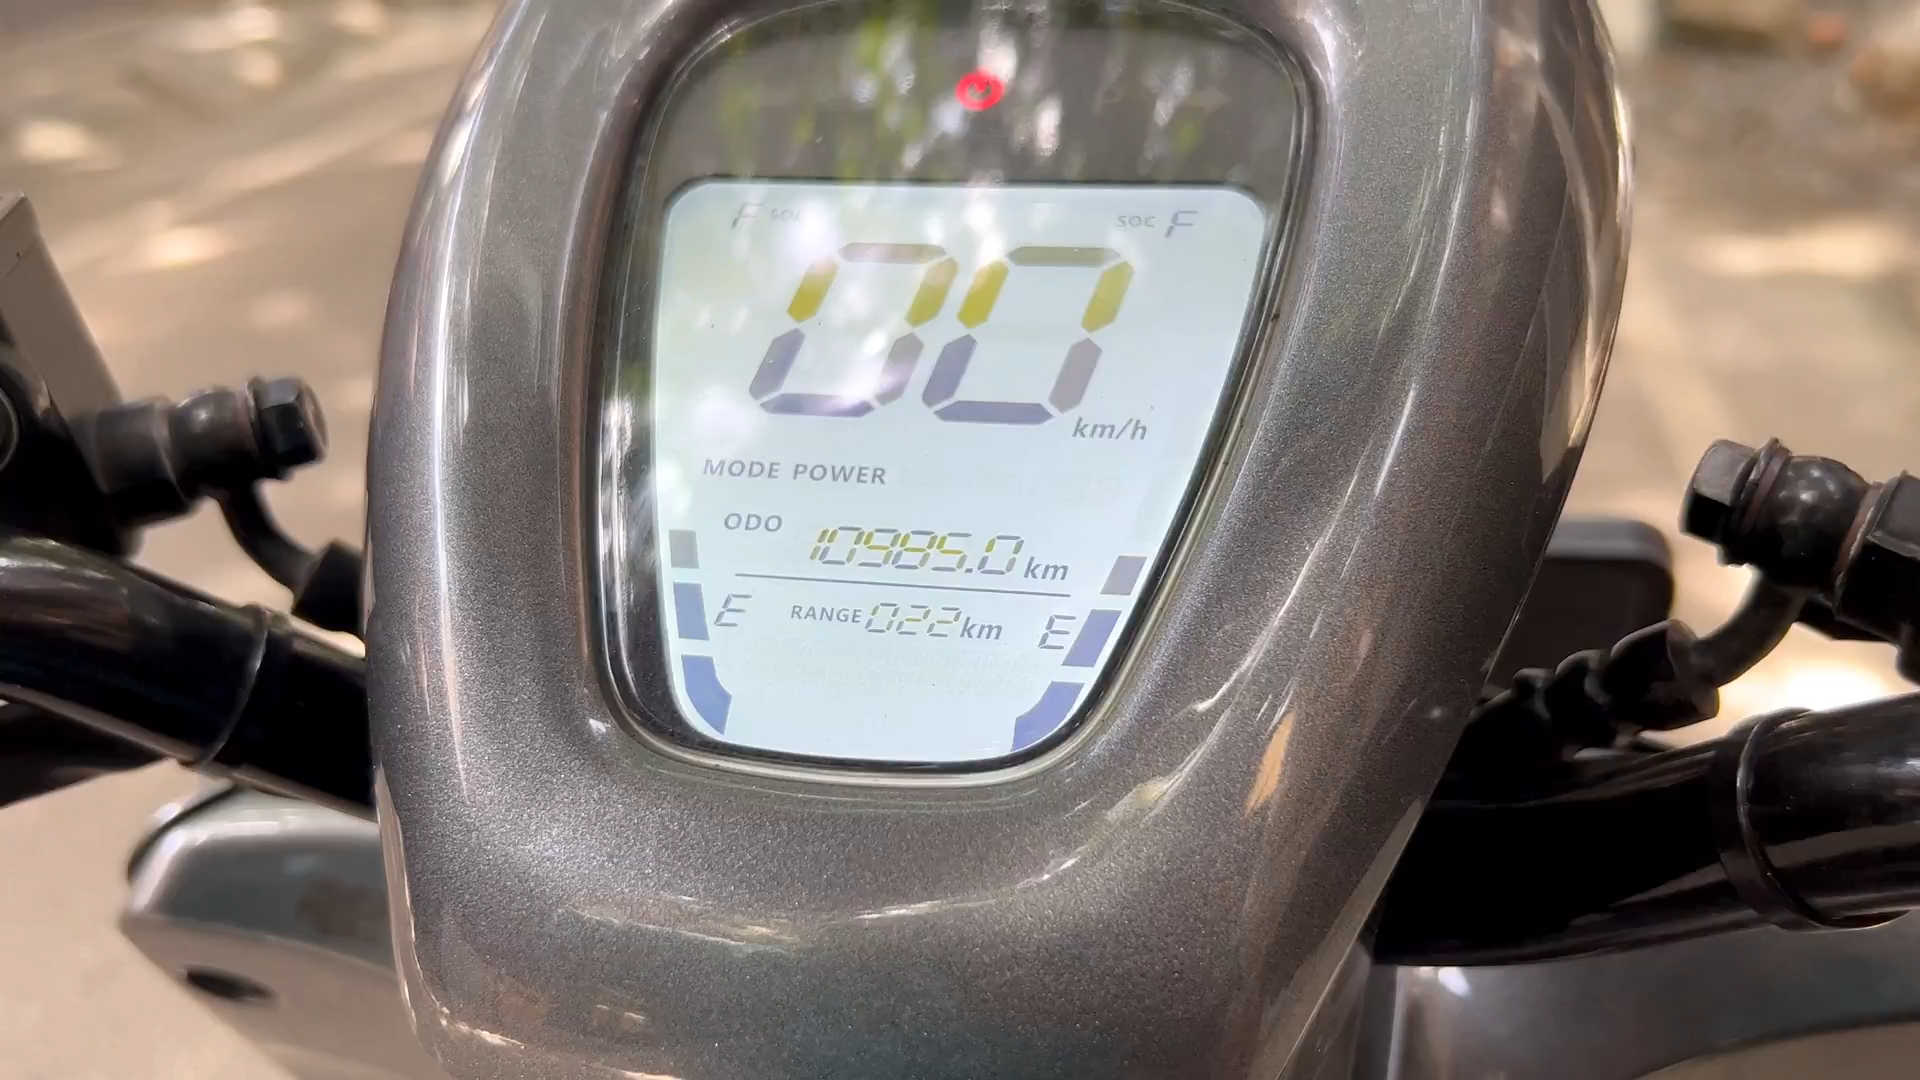 F SOC SOC F
00 km/h
MODE POWER
ODO 10985.0 km
E RANGE 022 km E